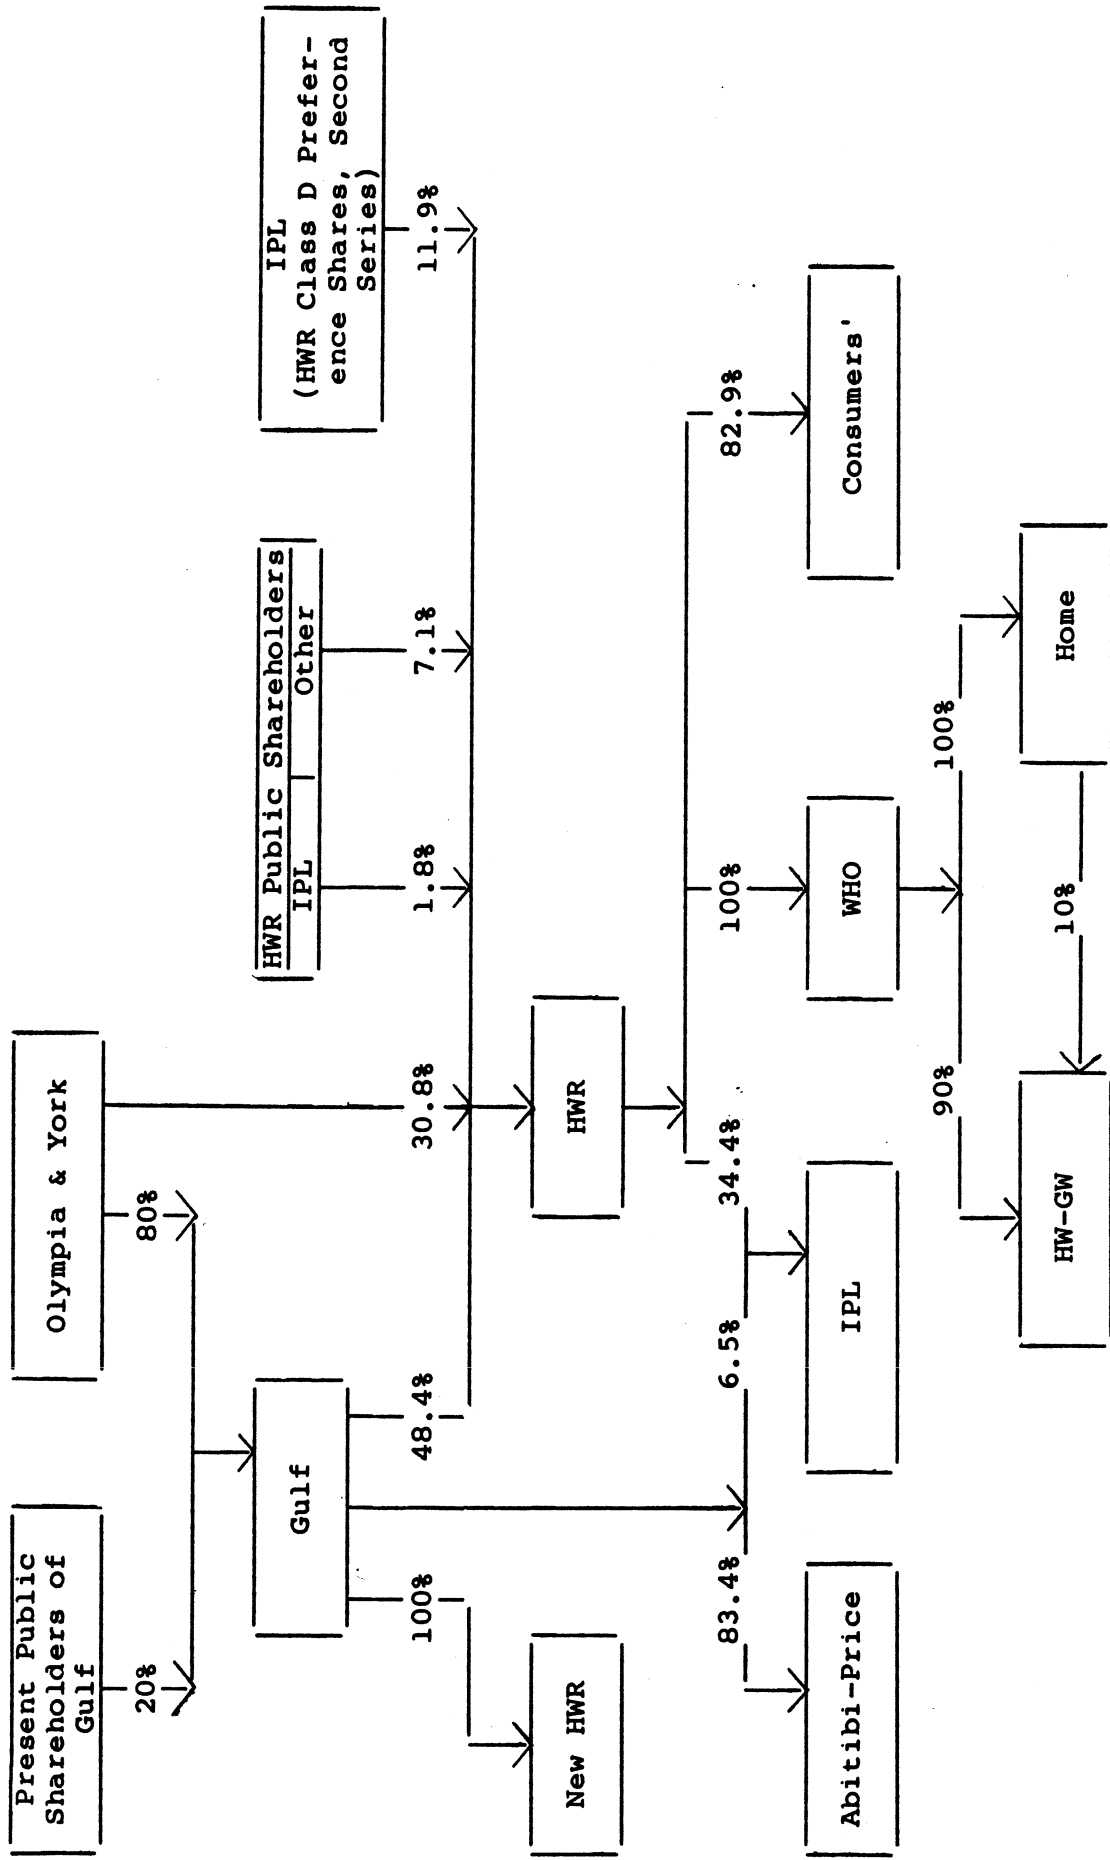 Present Public
Shareholders of
Gulf
Olympia & York
20%
80%
Gulf
HWR Public Shareholders
IPL Other
IPL
(HWR Class D Prefer-
ence Shares, Second
Series)
100%
48.4%
30.8%
1.8%
7.1%
11.9%
New HWR
HWR
83.4%
6.5%
34.4%
100%
82.9%
Abitibi-Price
IPL
WHO
Consumers'
90%
100%
HW-GW
10%
Home